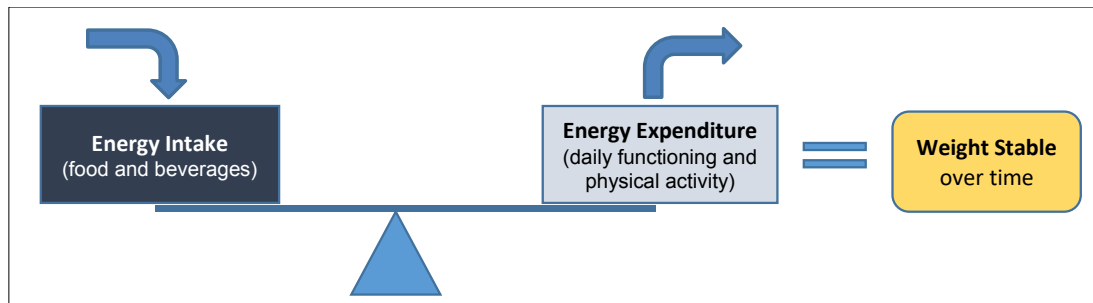 Energy Intake
(food and beverages)
Energy Expenditure
(daily functioning and
physical activity)
Weight Stable
over time